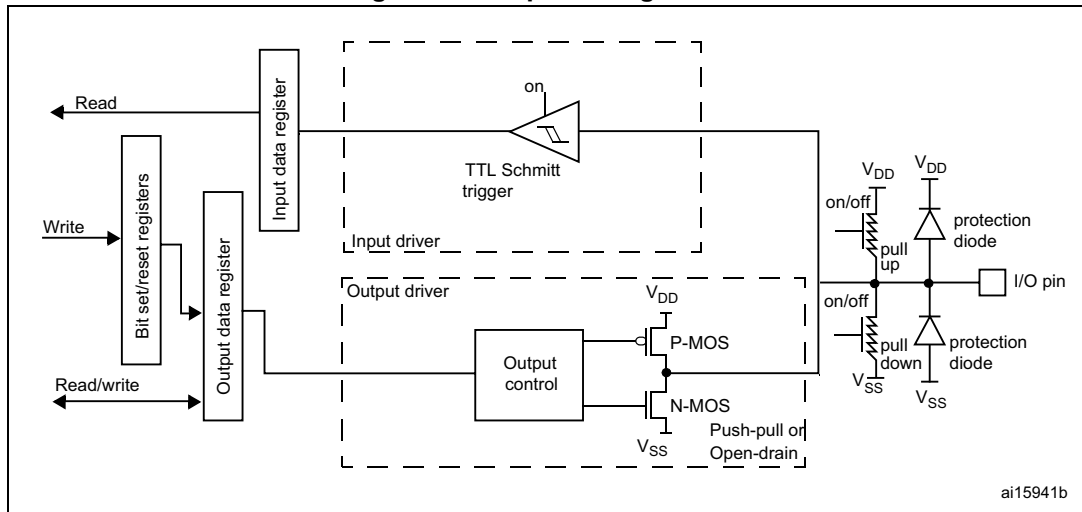 Read
Bit set/reset registers
Write
Read/write
Input data register
Output data register
on
TTL Schmitt
trigger
Input driver
Output driver
Output
control
VDD
P-MOS
N-MOS
VSS
Push-pull or
Open-drain
VDD
on/off
pull
up
on/off
pull
down
VSS
VDD
protection
diode
I/O pin
protection
diode
VSS
ai15941b